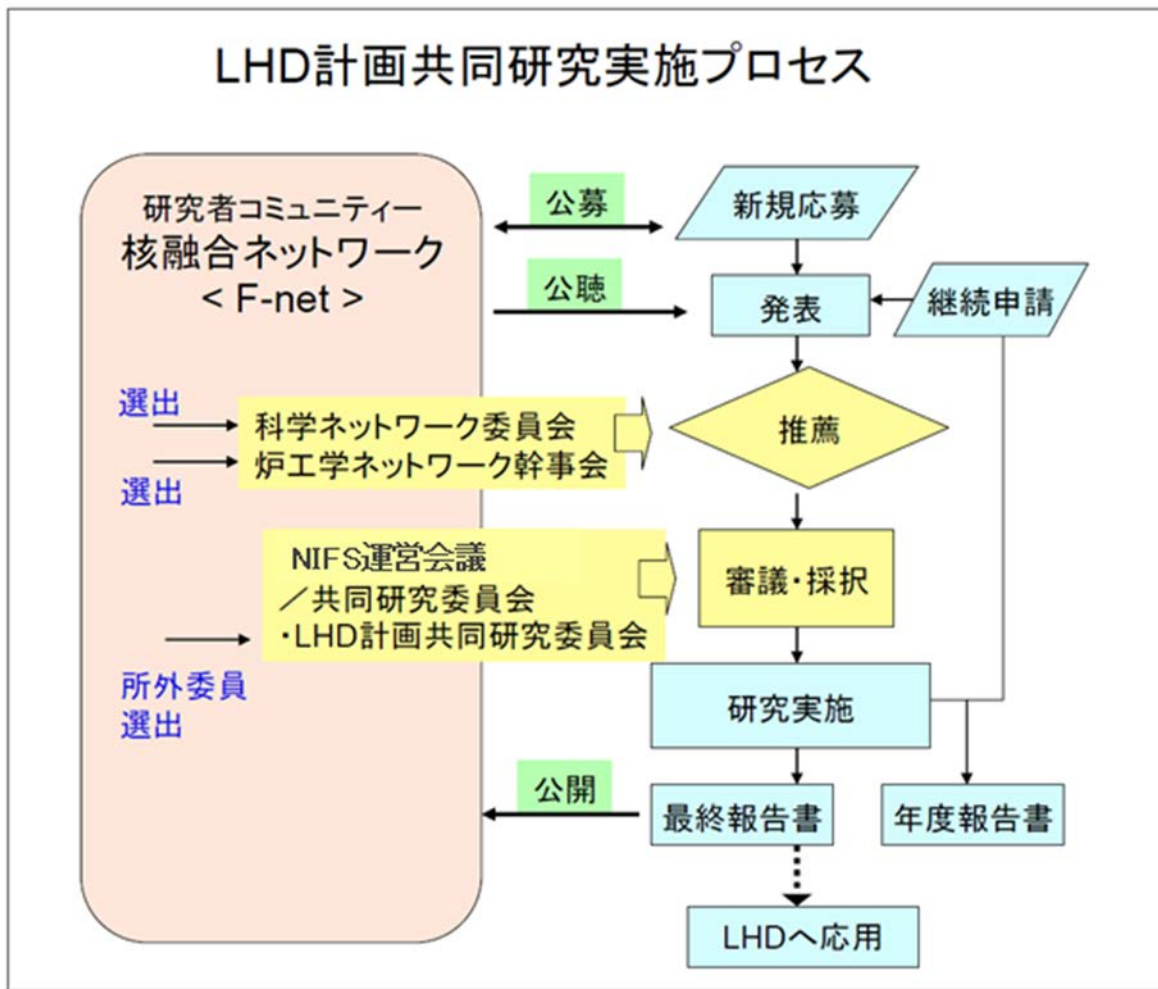 LHD計画共同研究実施プロセス
研究者コミュニティー
核融合ネットワーク
< F-net >
公募
新規応募
公聴
発表
継続申請
選出
科学ネットワーク委員会
炉工学ネットワーク幹事会
選出
推薦
NIFS運営会議
／共同研究委員会
・LHD計画共同研究委員会
審議・採択
所外委員
選出
研究実施
公開
最終報告書
年度報告書
LHDへ応用